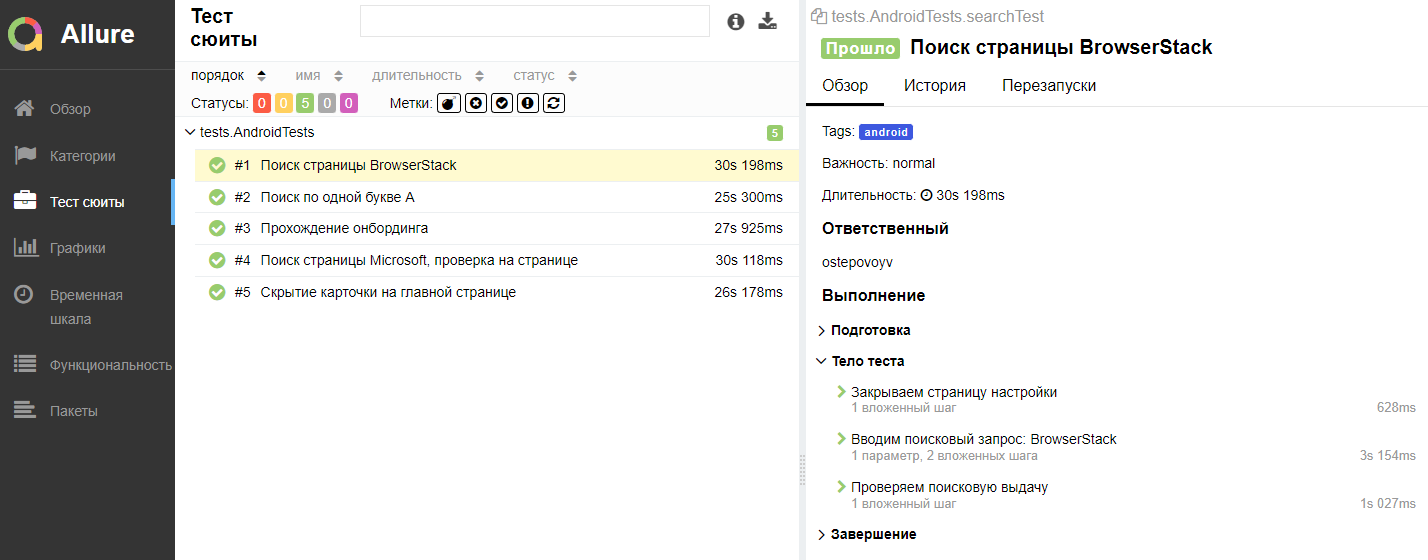 Allure
Обзор
Категории
Тест сюиты
Графики
Временная
шкала
Функциональность
Пакеты
Тест
сюиты
порядок имя длительность статус
Статусы: 0 0 5 0 0 Метки:
tests.AndroidTests 5
#1 Поиск страницы BrowserStack 30s 198ms
#2 Поиск по одной букве А 25s 300ms
#3 Прохождение онбординга 27s 925ms
#4 Поиск страницы Microsoft, проверка на странице 30s 118ms
#5 Скрытие карточки на главной странице 26s 178ms
tests.AndroidTests.searchTest
Прошло Поиск страницы BrowserStack
Обзор История Перезапуски
Tags: android
Важность: normal
Длительность: 30s 198ms
Ответственный
ostepovoyv
Выполнение
Подготовка
Тело теста
Закрываем страницу настройки
1 вложенный шаг 628ms
Вводим поисковый запрос: BrowserStack
1 параметр, 2 вложенных шага 3s 154ms
Проверяем поисковую выдачу
1 вложенный шаг 1s 027ms
Завершение